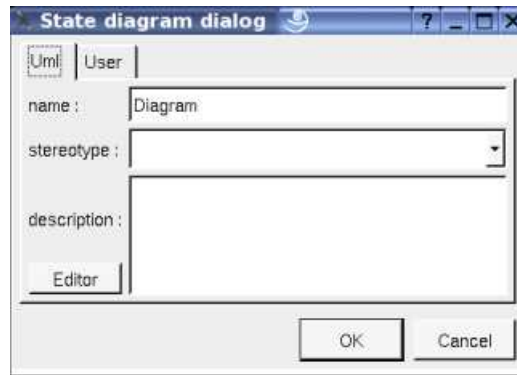 State diagram dialog ?
Uml User
name : Diagram
stereotype :
description :
Editor
OK Cancel